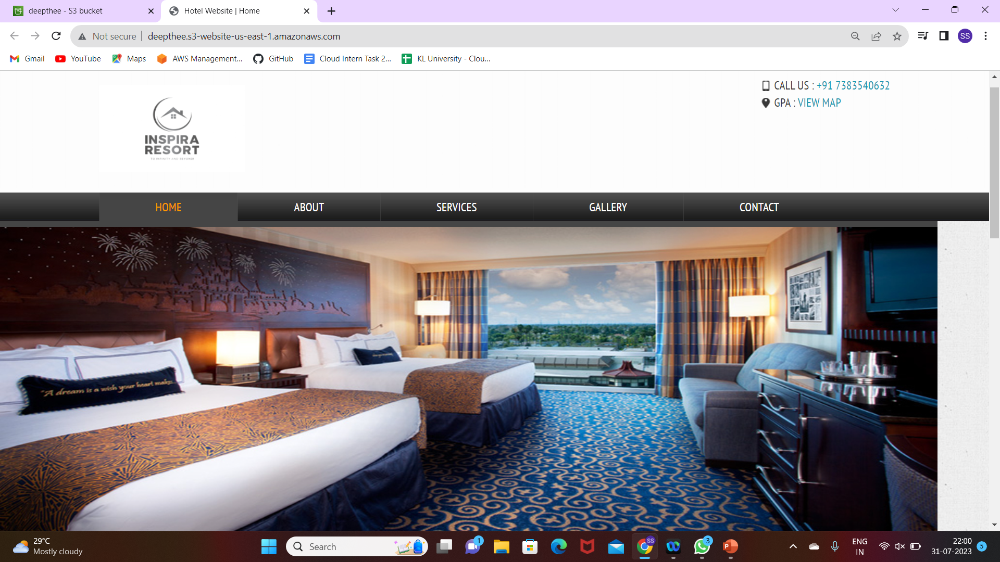 deepthee - S3 bucket
Hotel Website | Home
Not secure
deepthee.s3-website-us-east-1.amazonaws.com
SS
Gmail
YouTube
Maps
AWS Management...
GitHub
Cloud Intern Task 2...
KL University - Clou...
CALL US : +91 7383540632
GPA : VIEW MAP
INSPIRA
RESORT
TO INFINITY AND BEYOND!
HOME
ABOUT
SERVICES
GALLERY
CONTACT
"A dream is a wish your heart makes
29°C
Mostly cloudy
Search
1
SS
3
P
ENG
IN
22:00
31-07-2023
5